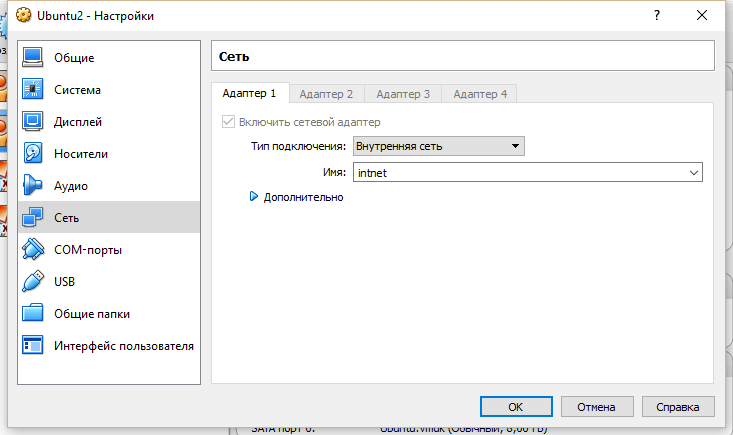 Ubuntu2 - Настройки
Общие
Система
Дисплей
Носители
Аудио
Сеть
COM-порты
USB
Общие папки
Интерфейс пользователя
Сеть
Адаптер 1 Адаптер 2 Адаптер 3 Адаптер 4
Включить сетевой адаптер
Тип подключения: Внутренняя сеть
Имя: intnet
Дополнительно
OK Отмена Справка
SATA порт 0: Ubuntu.vmdk (Обычный, 8,00 ГБ)